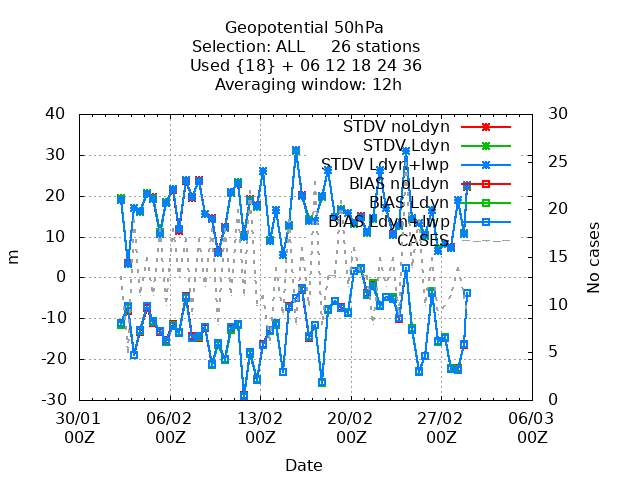 Geopotential 50hPa
Selection: ALL     26 stations
Used {18} + 06 12 18 24 36
Averaging window: 12h
40
30
20
10
0
-10
-20
-30
30
25
20
15
10
5
0
STDV noLdyn
STDV Ldyn
STDV Ldyn+lwp
BIAS noLdyn
BIAS Ldyn
BIAS Ldyn+lwp
CASES
m
No cases
30/01 06/02 13/02 20/02 27/02 06/03
00Z 00Z 00Z 00Z 00Z 00Z
Date